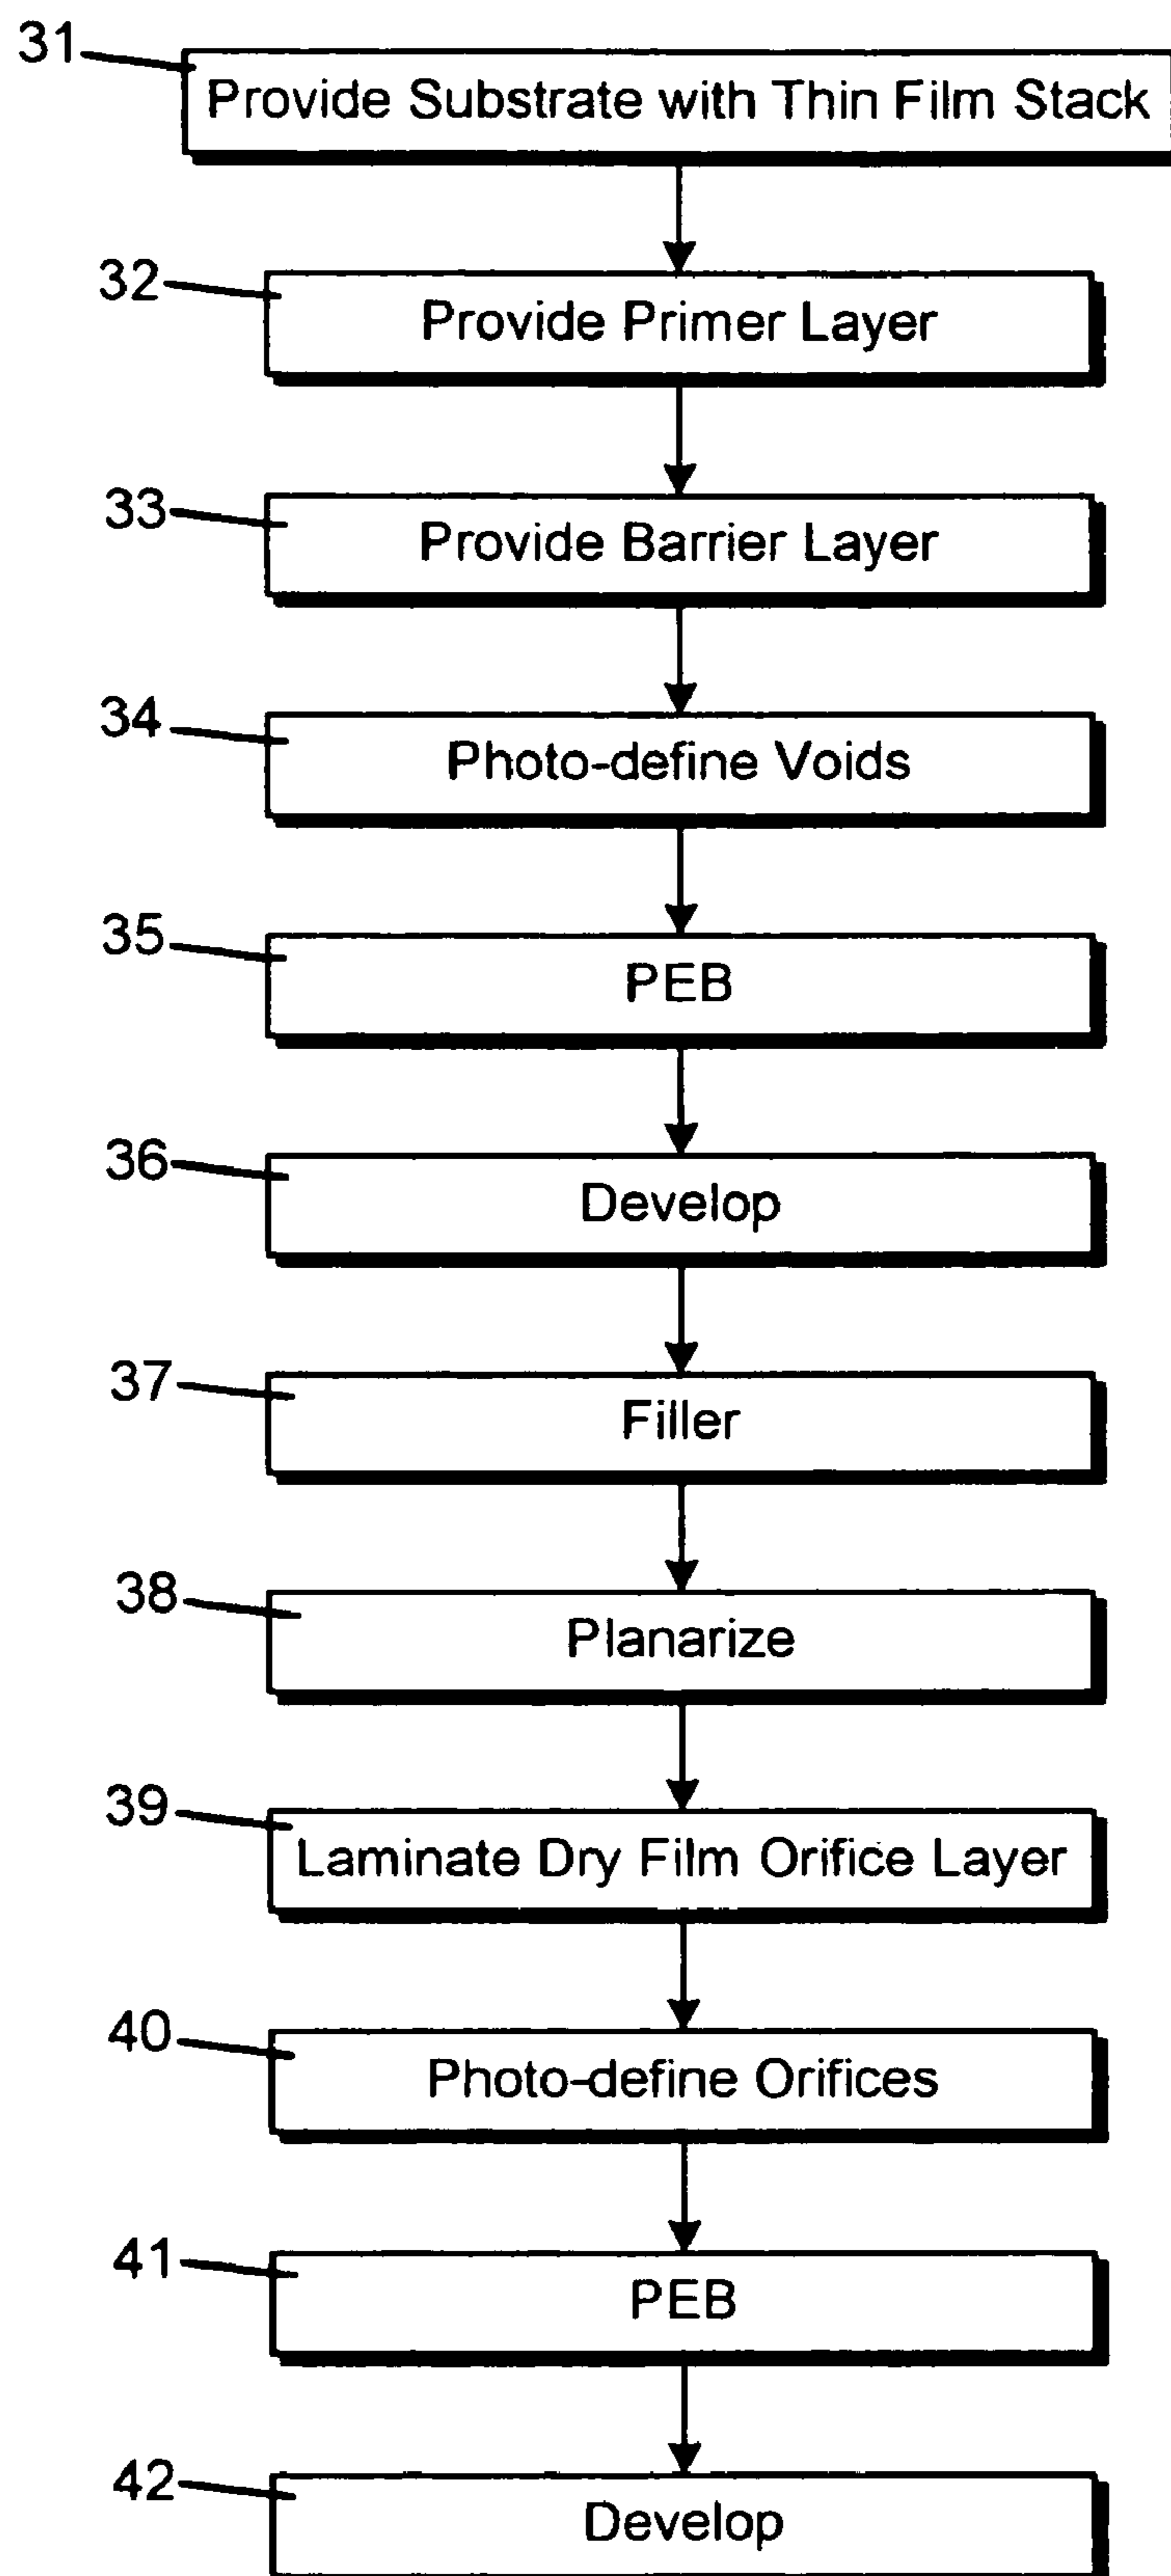 31
Provide Substrate with Thin Film Stack
32
Provide Primer Layer
33
Provide Barrier Layer
34
Photo-define Voids
35
PEB
36
Develop
37
Filler
38
Planarize
39
Laminate Dry Film Orifice Layer
40
Photo-define Orifices
41
PEB
42
Develop